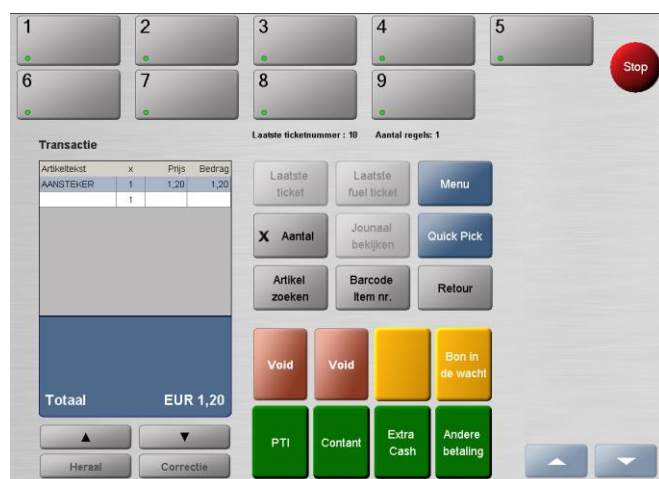 1 2 3 4 5
Stop
6 7 8 9
Laatste ticketnummer : 10 Aantal regels: 1
Transactie
Artikeltekst x Prijs Bedrag
AANSTEKER 1 1,20 1,20
1
Laatste ticket
Laatste fuel ticket
Menu
X Aantal
Jounaal bekijken
Quick Pick
Artikel zoeken
Barcode Item nr.
Retour
Void
Void
Bon in de wacht
Totaal EUR 1,20
PTI
Contant
Extra Cash
Andere betaling
Heraal
Correctie